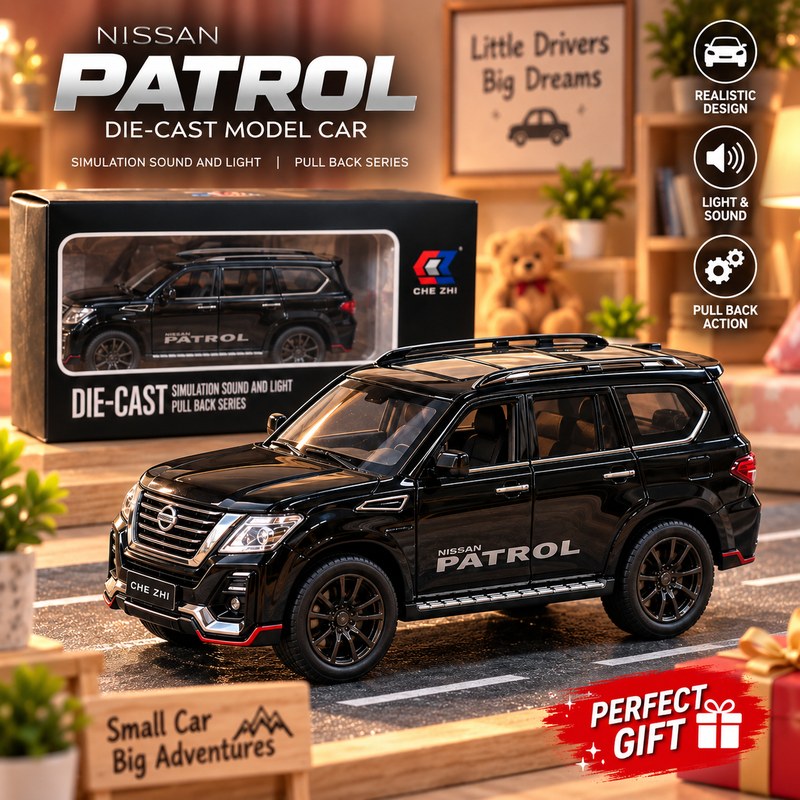 NISSAN
PATROL
DIE-CAST MODEL CAR
SIMULATION SOUND AND LIGHT | PULL BACK SERIES
Little Drivers
Big Dreams
REALISTIC
DESIGN
LIGHT &
SOUND
PULL BACK
ACTION
CHE ZHI
NISSAN
PATROL
DIE-CAST
SIMULATION SOUND AND LIGHT
PULL BACK SERIES
NISSAN
PATROL
CHE ZHI
Small Car
Big Adventures
PERFECT
GIFT